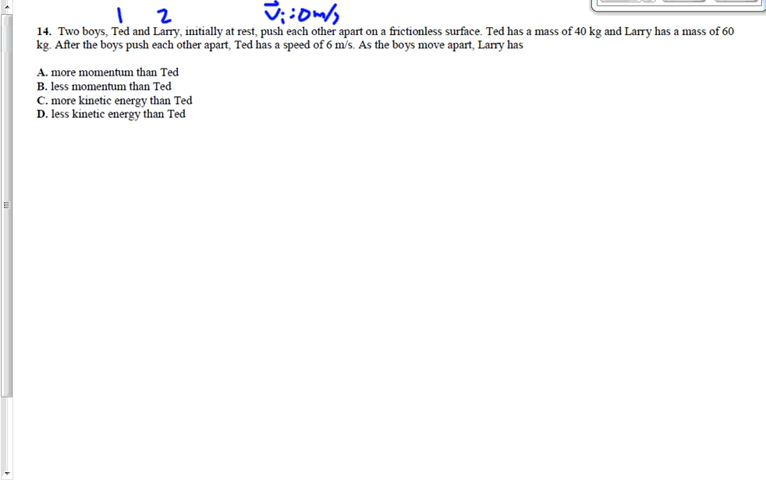 1 2 V⃗i = 0 m/s
14. Two boys, Ted and Larry, initially at rest, push each other apart on a frictionless surface. Ted has a mass of 40 kg and Larry has a mass of 60
kg. After the boys push each other apart, Ted has a speed of 6 m/s. As the boys move apart, Larry has
A. more momentum than Ted
B. less momentum than Ted
C. more kinetic energy than Ted
D. less kinetic energy than Ted